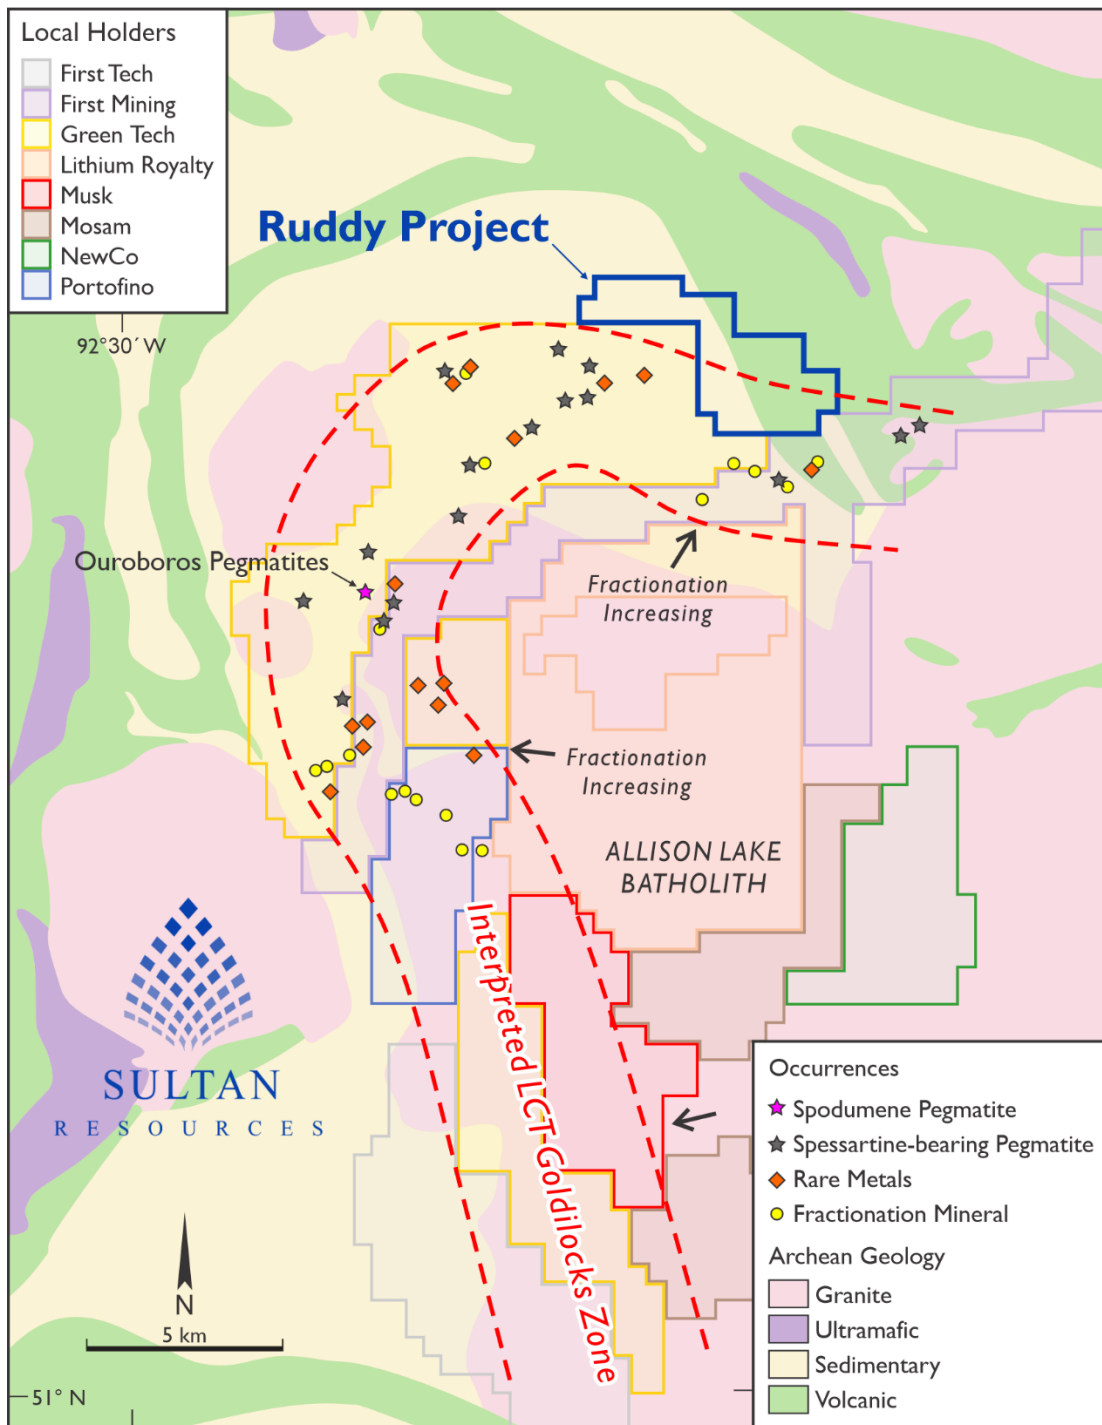 Local Holders
First Tech
First Mining
Green Tech
Lithium Royalty
Musk
Mosam
NewCo
Portofino
Ruddy Project
92°30´W
Ouroboros Pegmatites
Fractionation
Increasing
Fractionation
Increasing
ALLISON LAKE
BATHOLITH
Interpreted LCT Goldilocks Zone
SULTAN
RESOURCES
N
5 km
51° N
Occurrences
Spodumene Pegmatite
Spessartine-bearing Pegmatite
Rare Metals
Fractionation Mineral
Archean Geology
Granite
Ultramafic
Sedimentary
Volcanic